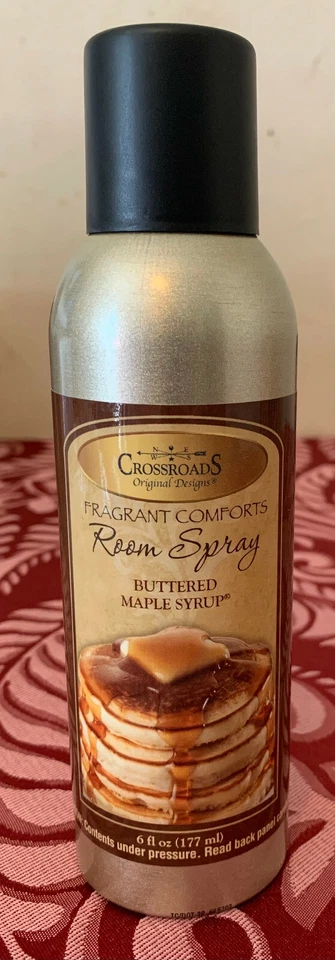 N E
W S
CROSSROADS
Original Designs®
FRAGRANT COMFORTS
Room Spray
BUTTERED
MAPLE SYRUP®
6 fl oz (177 ml)
Contents under pressure. Read back panel